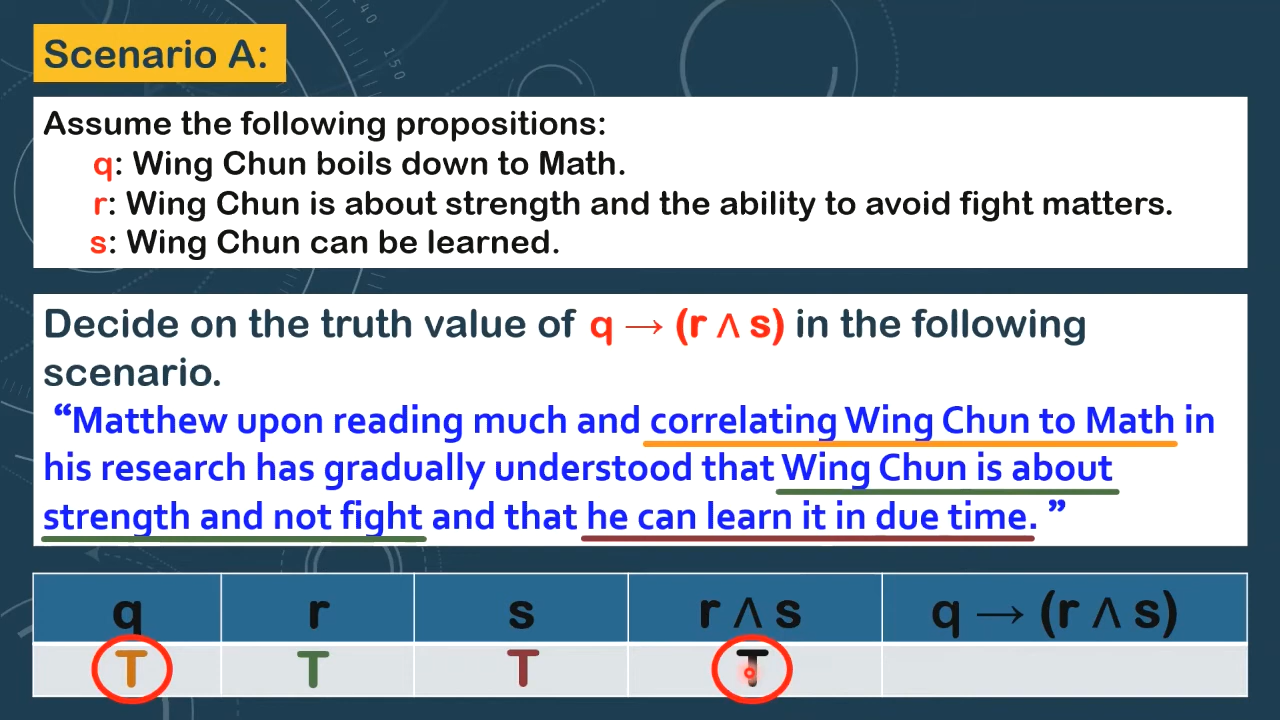 140
150
Scenario A:
Assume the following propositions:
q: Wing Chun boils down to Math.
r: Wing Chun is about strength and the ability to avoid fight matters.
s: Wing Chun can be learned.
Decide on the truth value of q → (r ∧ s) in the following
scenario.
“Matthew upon reading much and correlating Wing Chun to Math in
his research has gradually understood that Wing Chun is about
strength and not fight and that he can learn it in due time. ”
q r s r ∧ s q → (r ∧ s)
T T T T